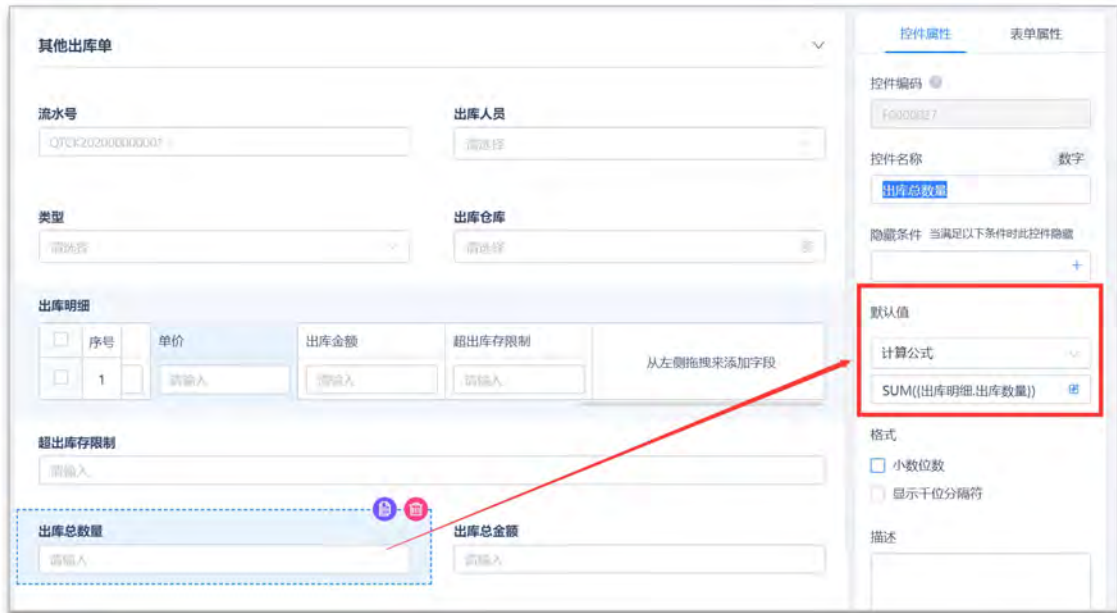 其他出库单
流水号
QTCK202000000001
出库人员
请选择
类型
请选择
出库仓库
请选择
出库明细
序号 单价 出库金额 超出库存限制
1 请输入 请输入 请输入
从左侧拖拽来添加字段
超出库存限制
请输入
出库总数量
请输入
出库总金额
请输入
控件属性 表单属性
控件编码
F0000027
控件名称 数字
出库总数量
隐藏条件 当满足以下条件时此控件隐藏
默认值
计算公式
SUM({出库明细.出库数量})
格式
小数位数
显示千位分隔符
描述